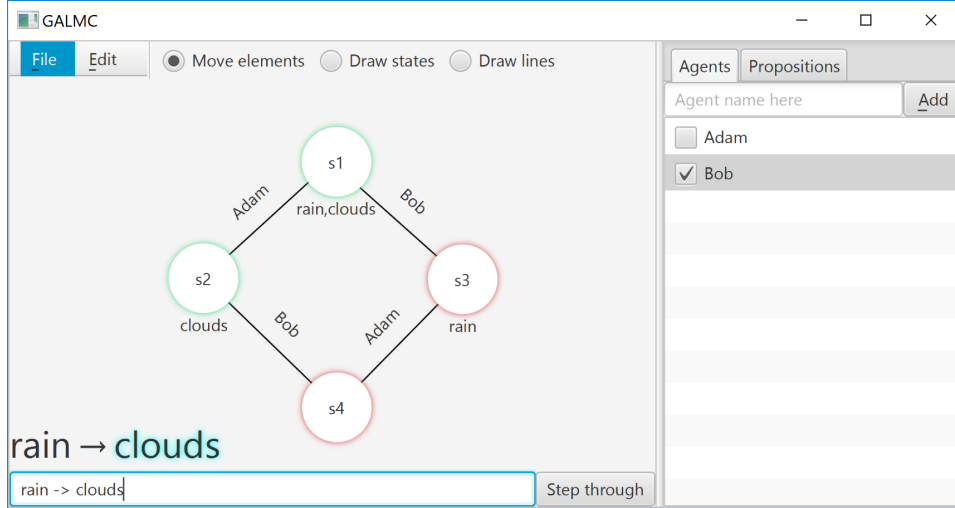 GALMC
File Edit Move elements Draw states Draw lines
Agents Propositions
Agent name here Add
Adam
Bob
s1
rain,clouds
Adam
Bob
s2
clouds
s3
rain
Bob
Adam
s4
rain → clouds
rain -> clouds Step through